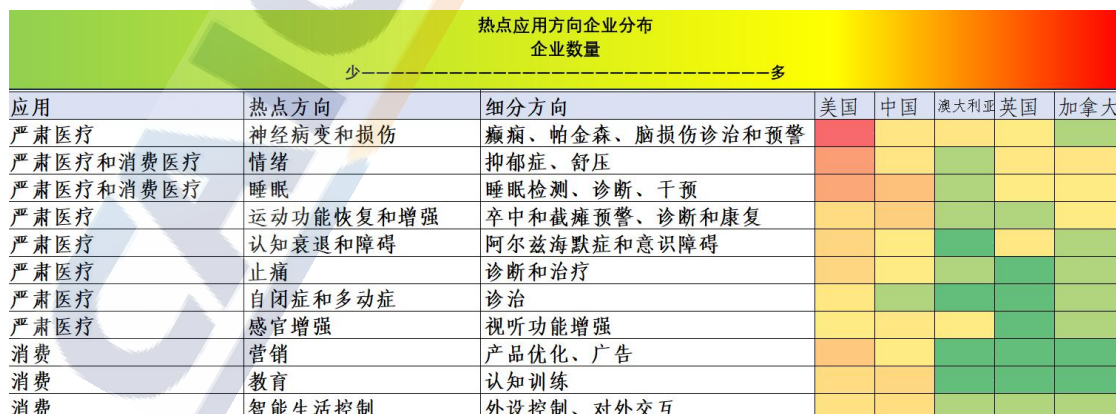 热点应用方向企业分布
企业数量
少——————————————————————多
应用 热点方向 细分方向 美国 中国 澳大利亚 英国 加拿大
严肃医疗 神经病变和损伤 癫痫、帕金森、脑损伤诊治和预警
严肃医疗和消费医疗 情绪 抑郁症、舒压
严肃医疗和消费医疗 睡眠 睡眠检测、诊断、干预
严肃医疗 运动功能恢复和增强 卒中和截瘫预警、诊断和康复
严肃医疗 认知衰退和障碍 阿尔兹海默症和意识障碍
严肃医疗 止痛 诊断和治疗
严肃医疗 自闭症和多动症 诊治
严肃医疗 感官增强 视听功能增强
消费 营销 产品优化、广告
消费 教育 认知训练
消费 智能生活控制 外设控制、对外交互